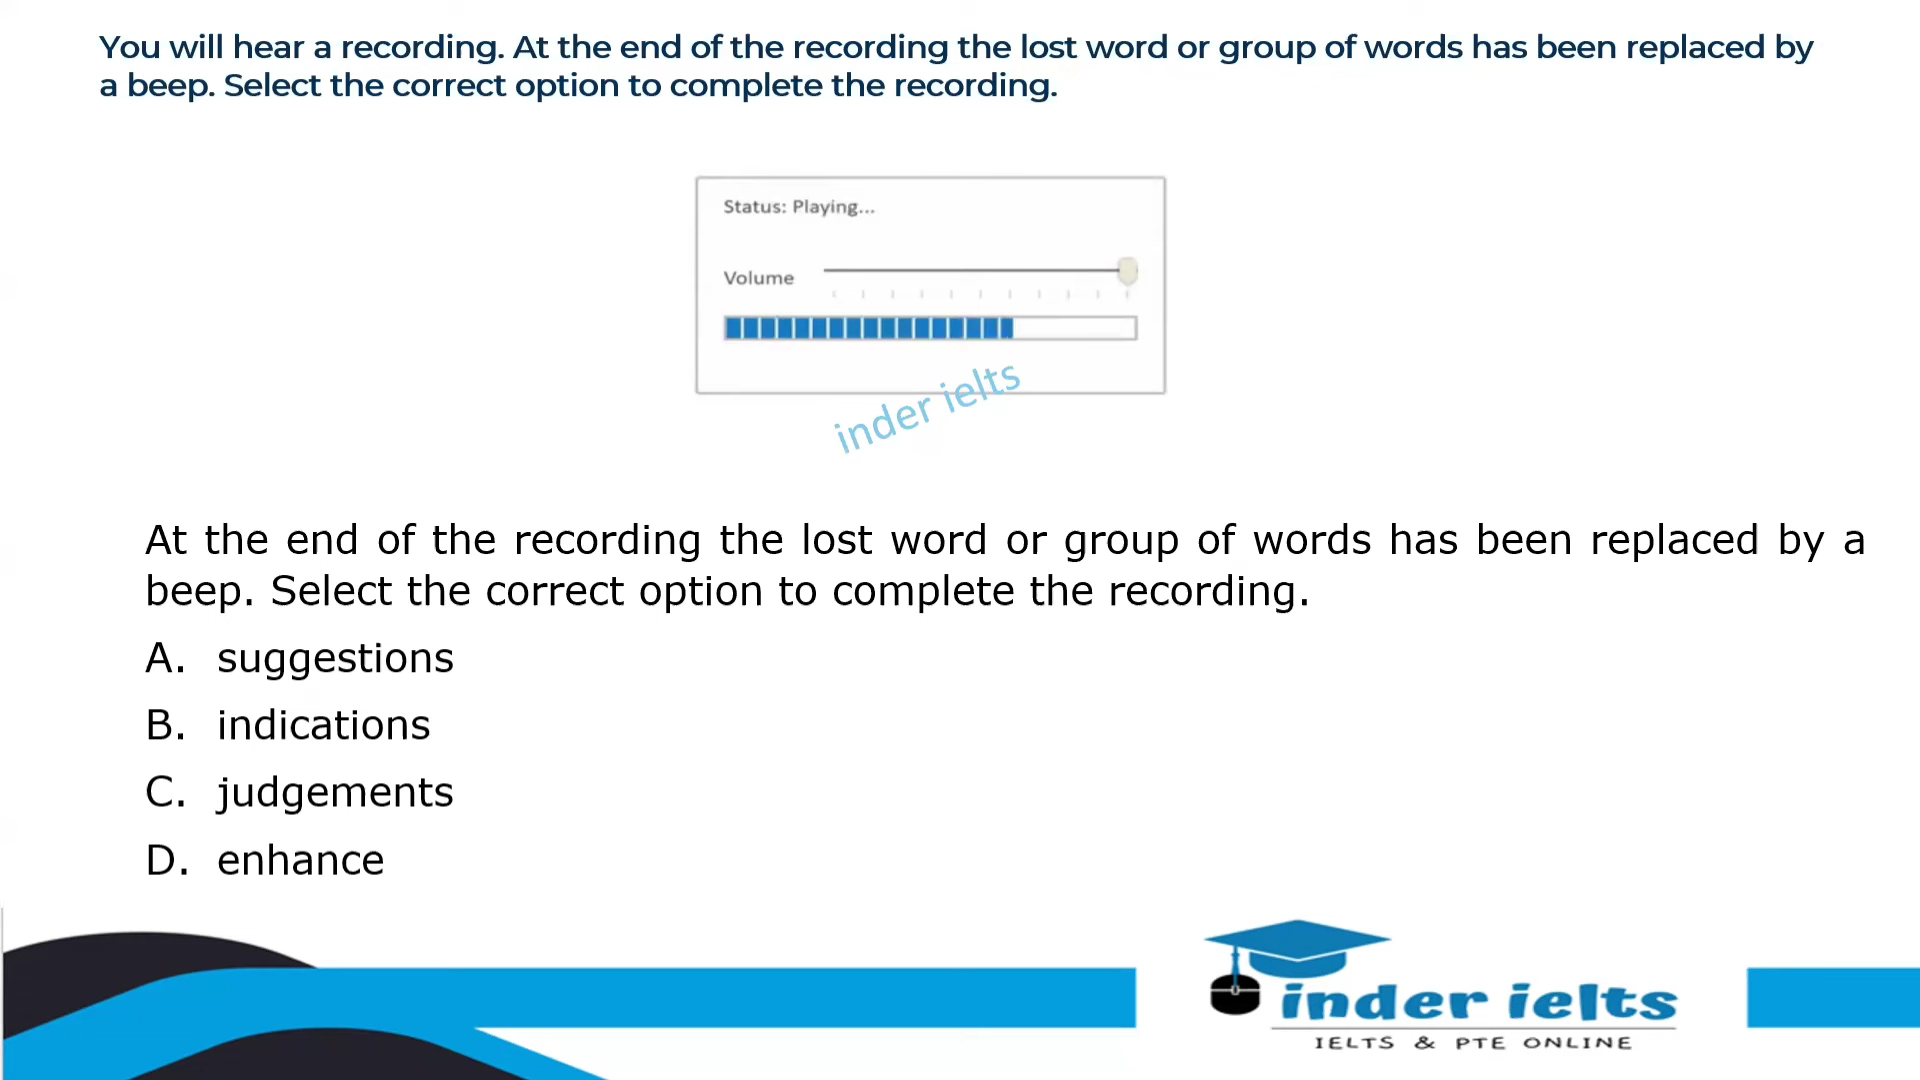 You will hear a recording. At the end of the recording the lost word or group of words has been replaced by
a beep. Select the correct option to complete the recording.
Status: Playing...
Volume
inder ielts
At the end of the recording the lost word or group of words has been replaced by a
beep. Select the correct option to complete the recording.
A. suggestions
B. indications
C. judgements
D. enhance
inder ielts
IELTS & PTE ONLINE